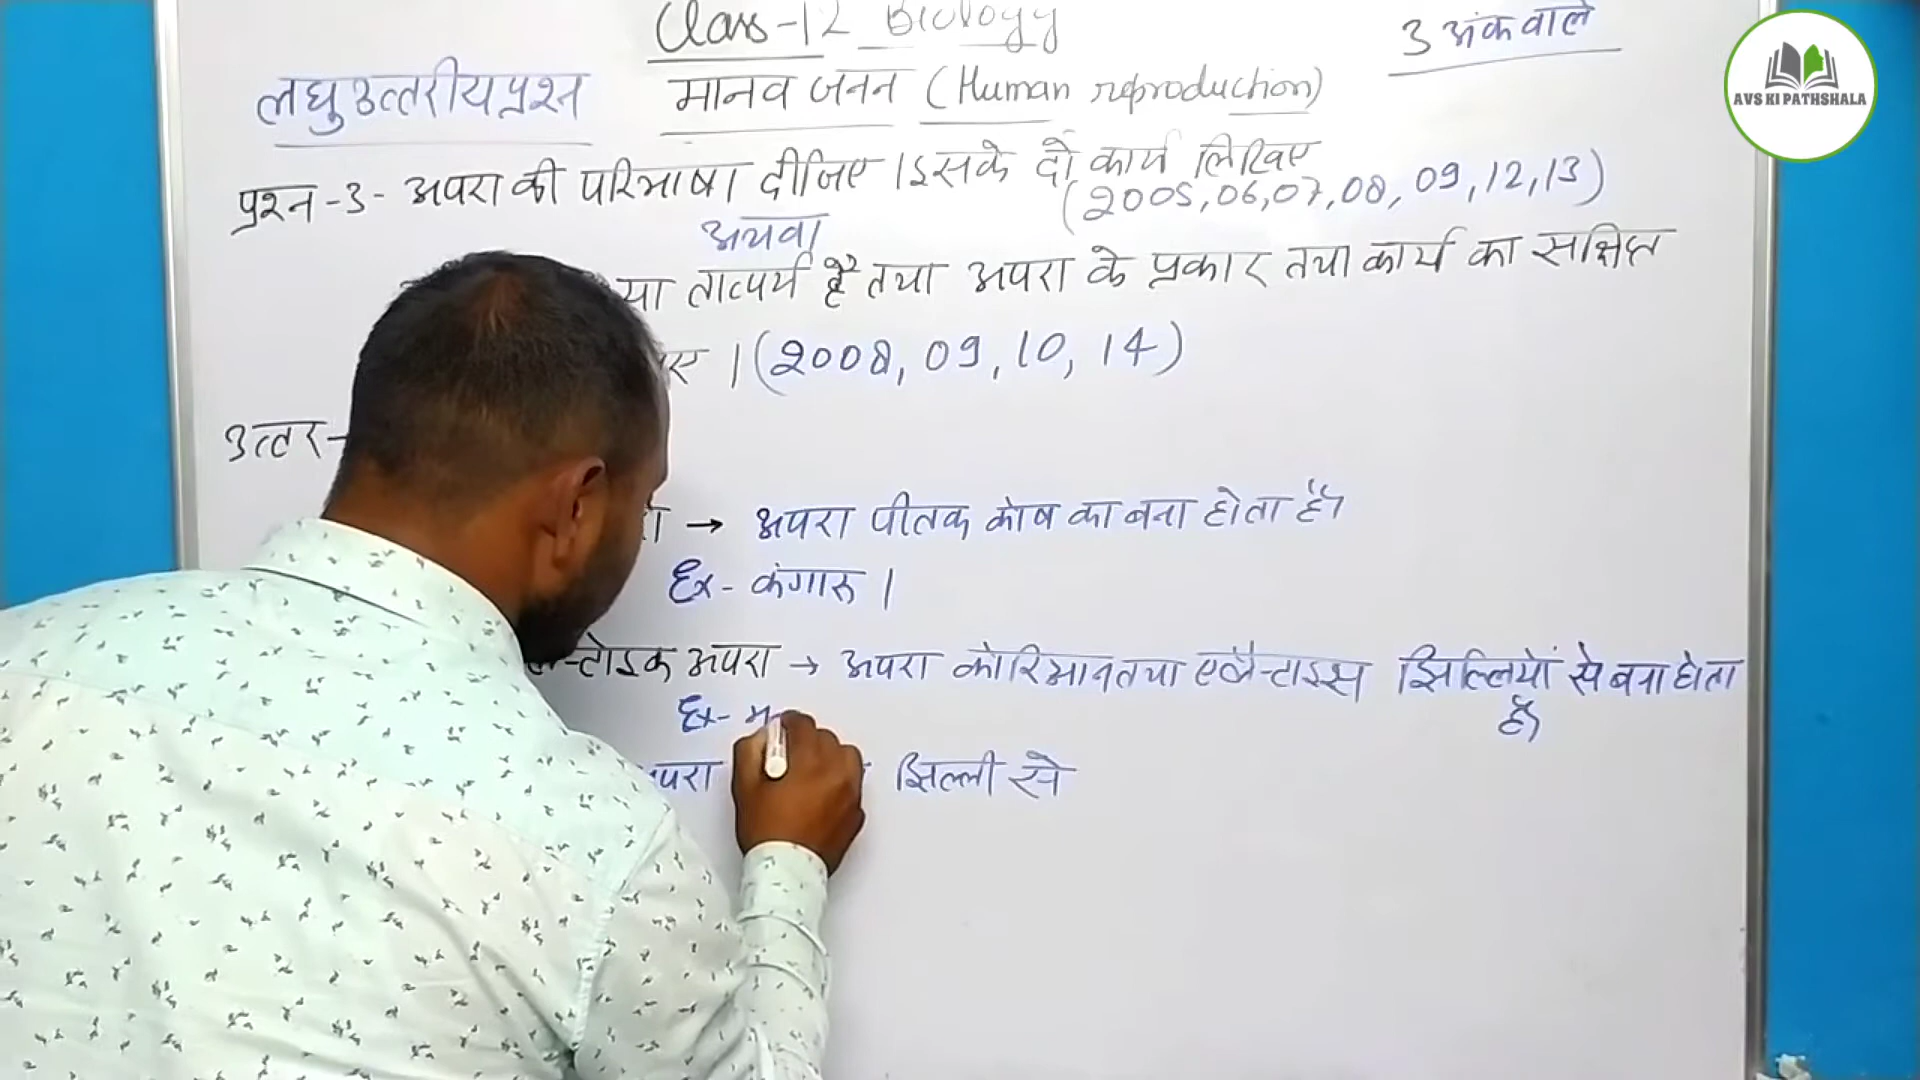 Class-12 Biology
3 अंक वाले
AVS KI PATHSHALA
लघु उत्तरीय प्रश्न
मानव जनन (Human reproduction)
प्रश्न-3- अपरा की परिभाषा दीजिए। इसके दो कार्य लिखिए
(2005,06,07,08,09,12,13)
अथवा
तात्पर्य है तथा अपरा के प्रकार तथा कार्य का सक्षिप्त
। (2008, 09, 10, 14)
उत्तर-
→ अपरा पीतक कोष का बना होता है।
Ex- कंगारू ।
अपरा → अपरा कोरिआन तथा एलैन्टाइस झिल्लियों से बना होता
है।
Ex- म
झिल्ली से